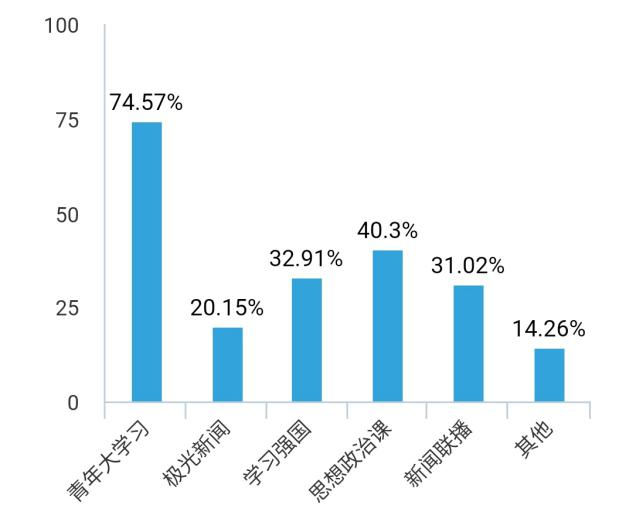 100
75
50
25
0
74.57%
20.15%
32.91%
40.3%
31.02%
14.26%
青年大学习
极光新闻
学习强国
思想政治课
新闻联播
其他